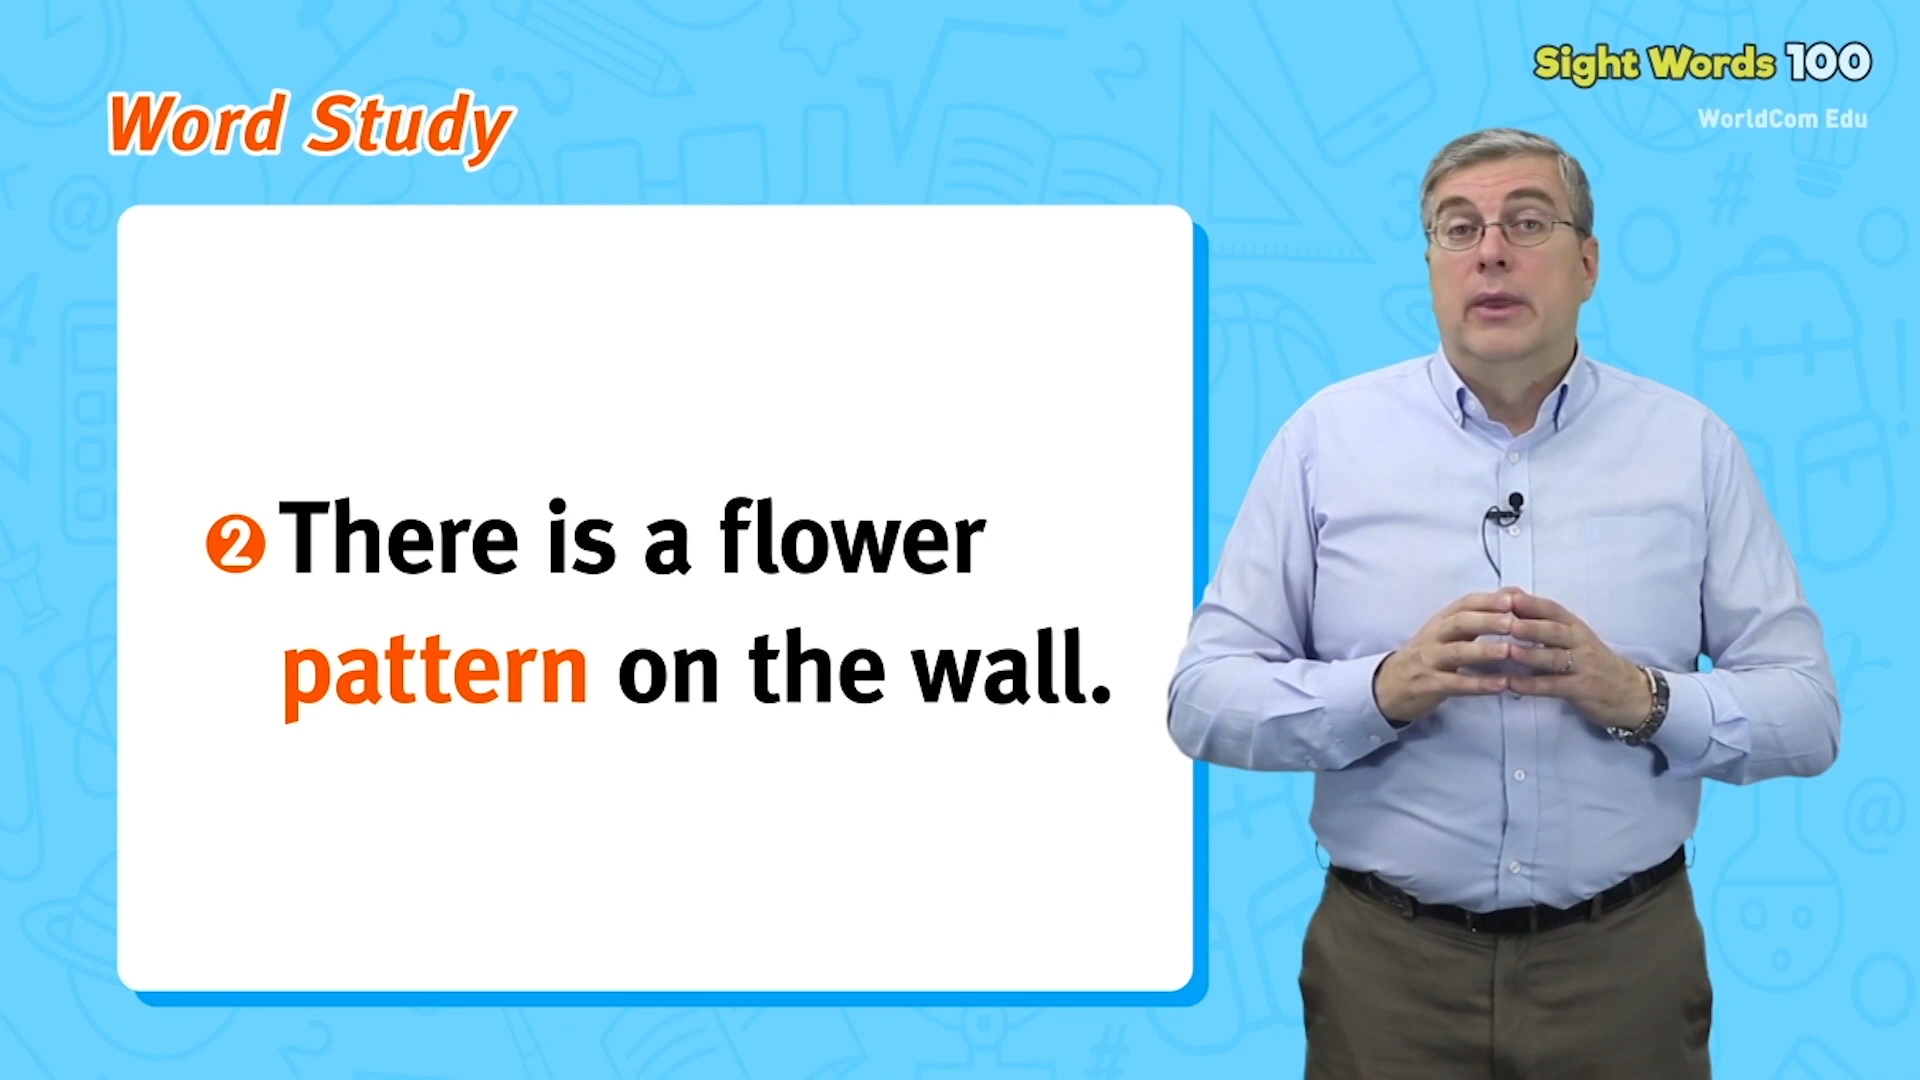 Sight Words 100
WorldCom Edu
Word Study
2 There is a flower
pattern on the wall.